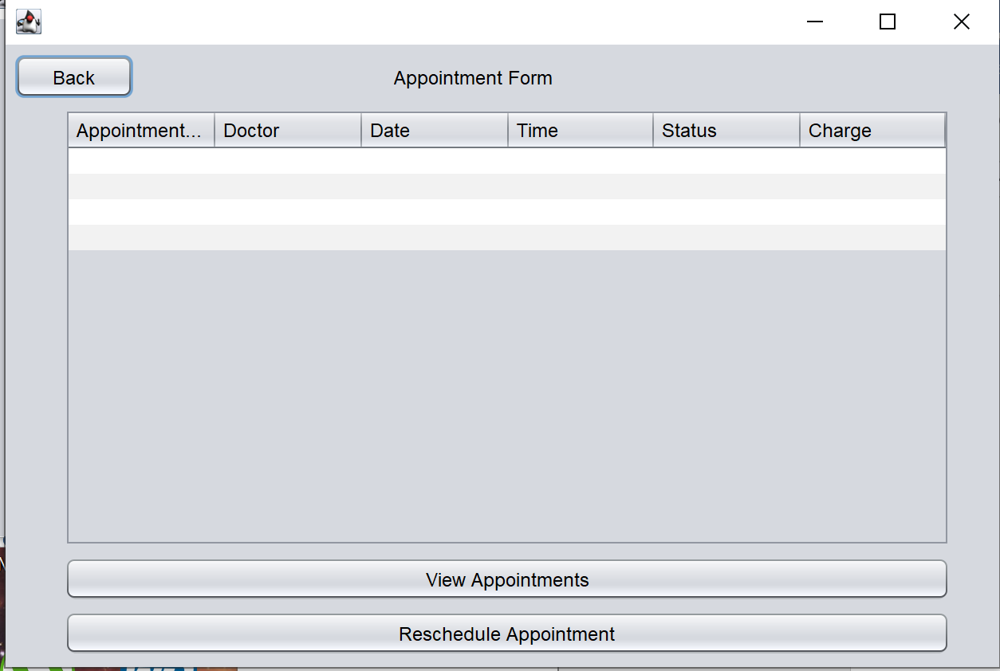 Back
Appointment Form
Appointment... Doctor Date Time Status Charge
View Appointments
Reschedule Appointment